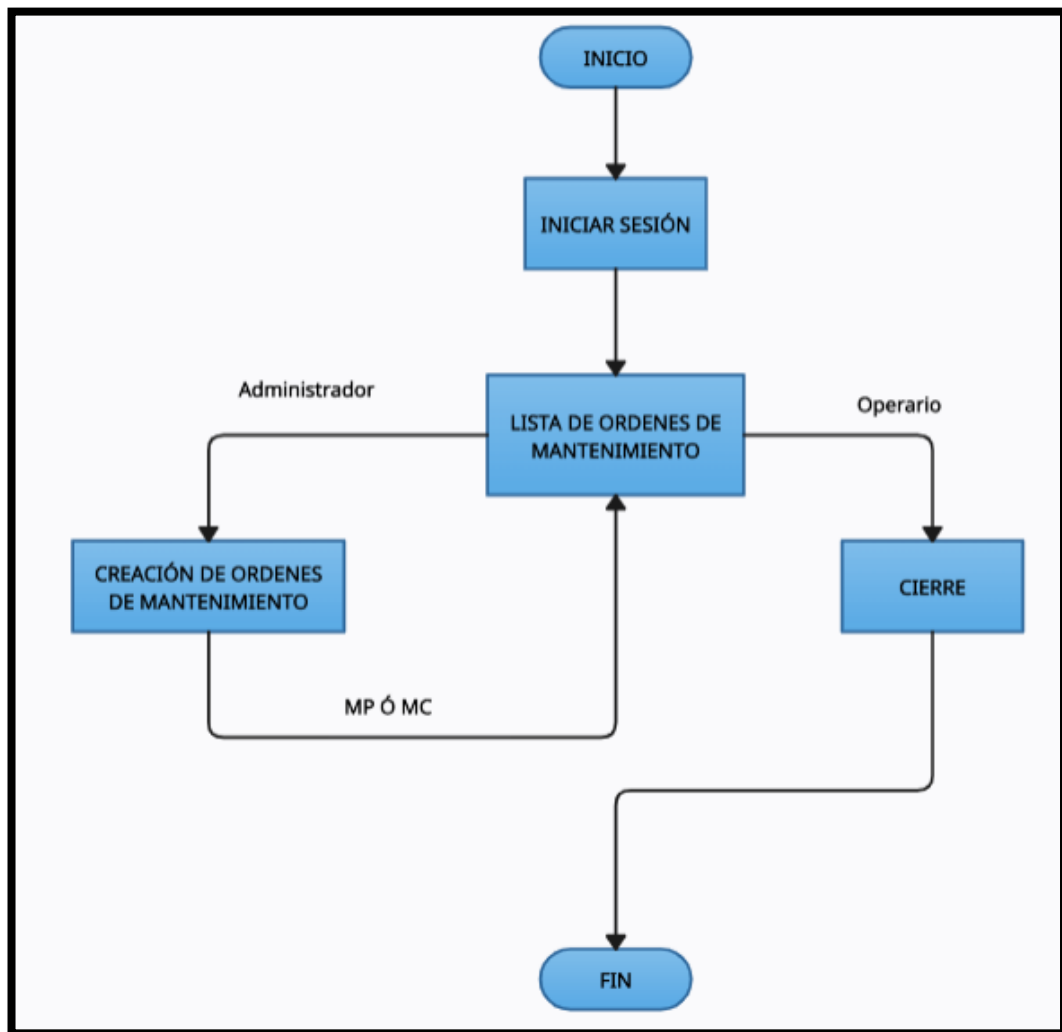 INICIO
INICIAR SESIÓN
Administrador
Operario
LISTA DE ORDENES DE
MANTENIMIENTO
CREACIÓN DE ORDENES
DE MANTENIMIENTO
CIERRE
MP Ó MC
FIN